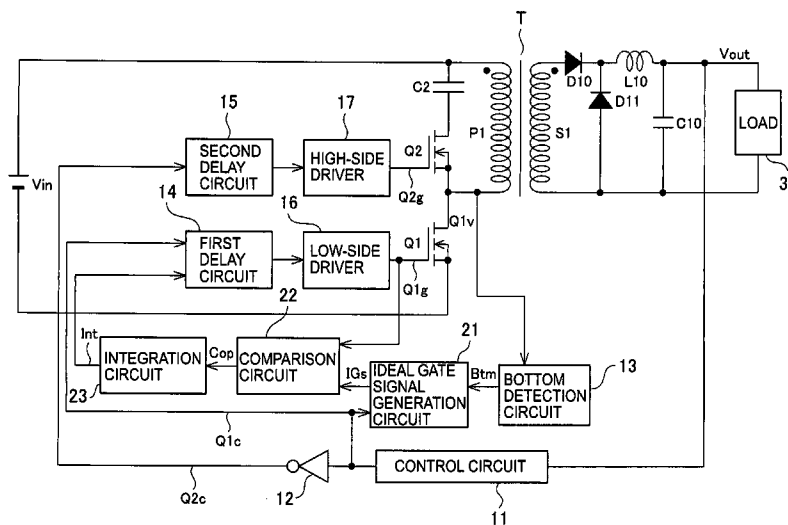 T
Vout
D10
L10
D11
C10
LOAD
3
C2
P1
S1
15
17
SECOND
DELAY
CIRCUIT
HIGH-SIDE
DRIVER
Q2
Q2g
Vin
14
16
Q1v
FIRST
DELAY
CIRCUIT
LOW-SIDE
DRIVER
Q1
Q1g
22
Int
21
INTEGRATION
CIRCUIT
23
Cop
COMPARISON
CIRCUIT
IGs
IDEAL GATE
SIGNAL
GENERATION
CIRCUIT
Btm
BOTTOM
DETECTION
CIRCUIT
13
Q1c
Q2c
12
CONTROL CIRCUIT
11